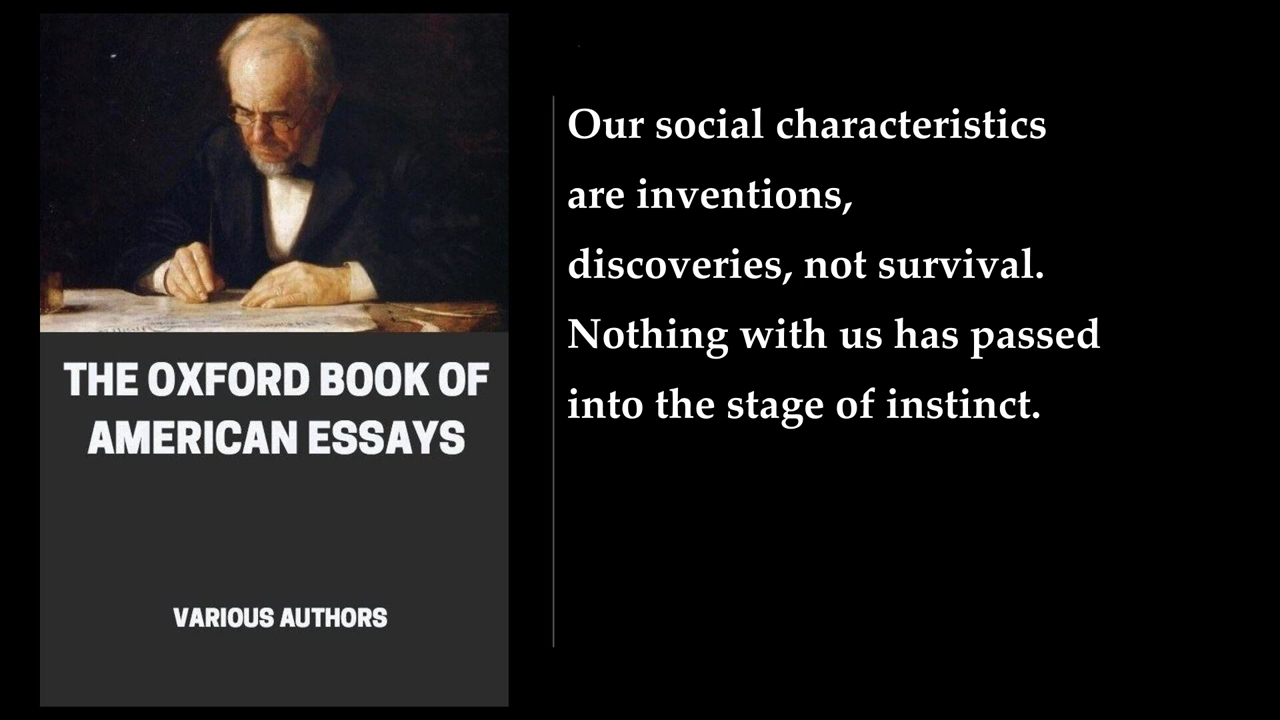 THE OXFORD BOOK OF
AMERICAN ESSAYS
VARIOUS AUTHORS
Our social characteristics
are inventions,
discoveries, not survival.
Nothing with us has passed
into the stage of instinct.